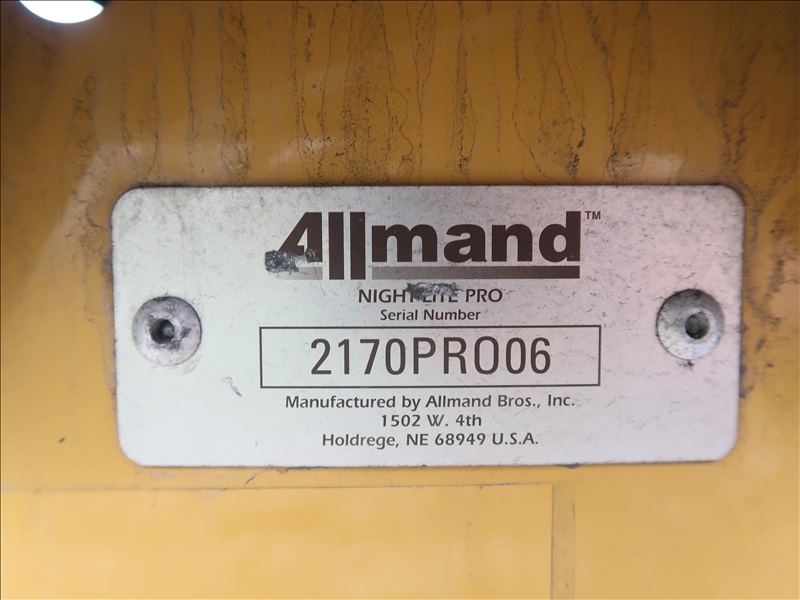 Allmand™
NIGHT-LITE PRO
Serial Number
2170PRO06
Manufactured by Allmand Bros., Inc.
1502 W. 4th
Holdrege, NE 68949 U.S.A.